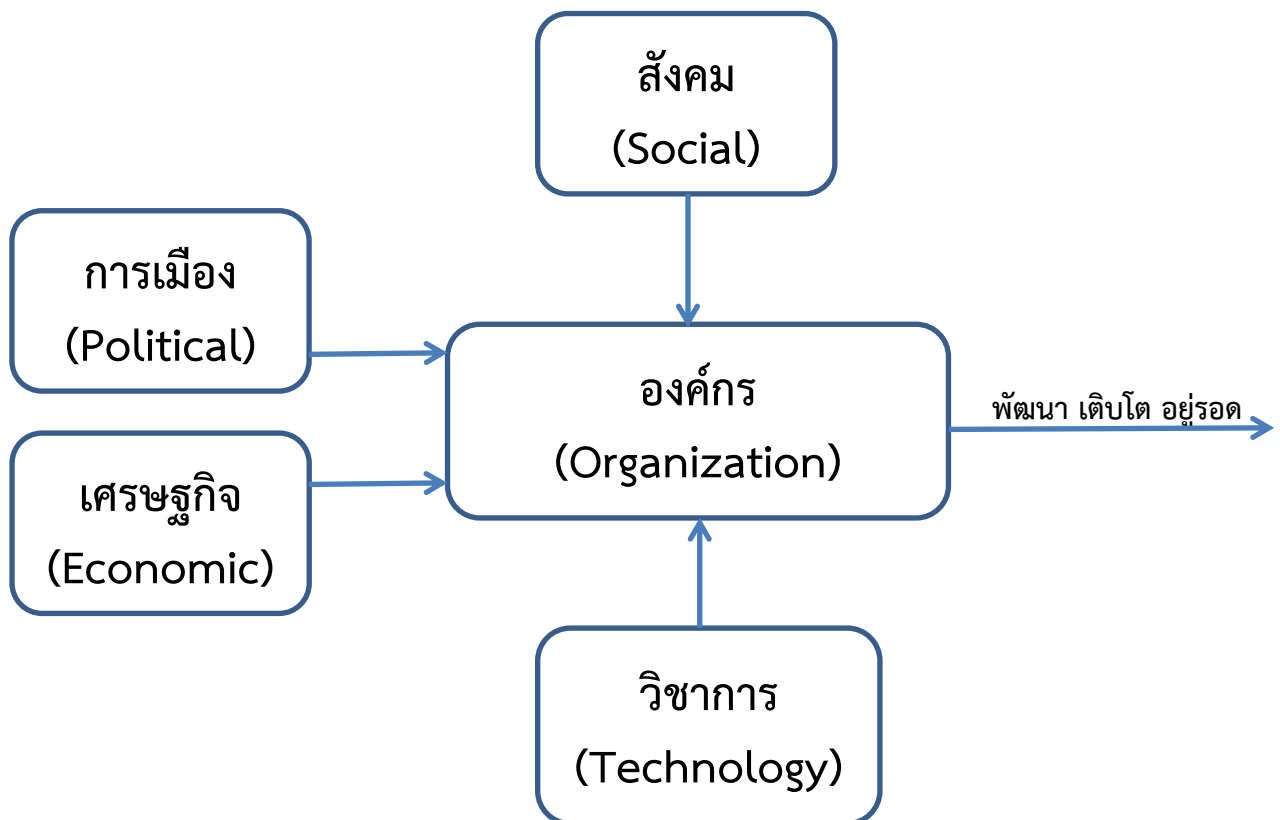 สังคม
(Social)
การเมือง
(Political)
องค์กร
(Organization)
พัฒนา เติบโต อยู่รอด
เศรษฐกิจ
(Economic)
วิชาการ
(Technology)